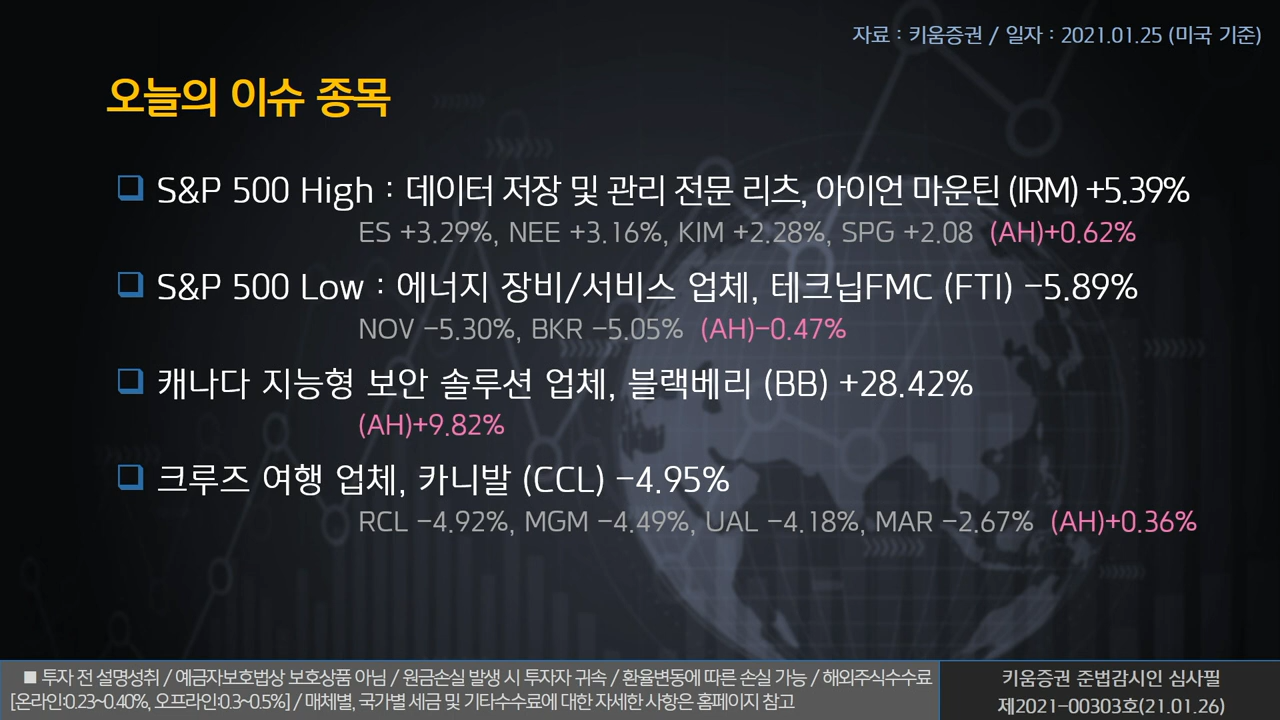 자료 : 키움증권 / 일자 : 2021.01.25 (미국 기준)
오늘의 이슈 종목
❑ S&P 500 High : 데이터 저장 및 관리 전문 리츠, 아이언 마운틴 (IRM) +5.39%
ES +3.29%, NEE +3.16%, KIM +2.28%, SPG +2.08 (AH)+0.62%
❑ S&P 500 Low : 에너지 장비/서비스 업체, 테크닙FMC (FTI) −5.89%
NOV −5.30%, BKR −5.05% (AH)−0.47%
❑ 캐나다 지능형 보안 솔루션 업체, 블랙베리 (BB) +28.42%
(AH)+9.82%
❑ 크루즈 여행 업체, 카니발 (CCL) −4.95%
RCL −4.92%, MGM −4.49%, UAL −4.18%, MAR −2.67% (AH)+0.36%
■ 투자 전 설명성취 / 예금자보호법상 보호상품 아님 / 원금손실 발생 시 투자자 귀속 / 환율변동에 따른 손실 가능 / 해외주식수수료
[온라인:0.23~0.40%, 오프라인:0.3~0.5%] / 매체별, 국가별 세금 및 기타수수료에 대한 자세한 사항은 홈페이지 참고
키움증권 준법감시인 심사필
제2021-00303호(21.01.26)